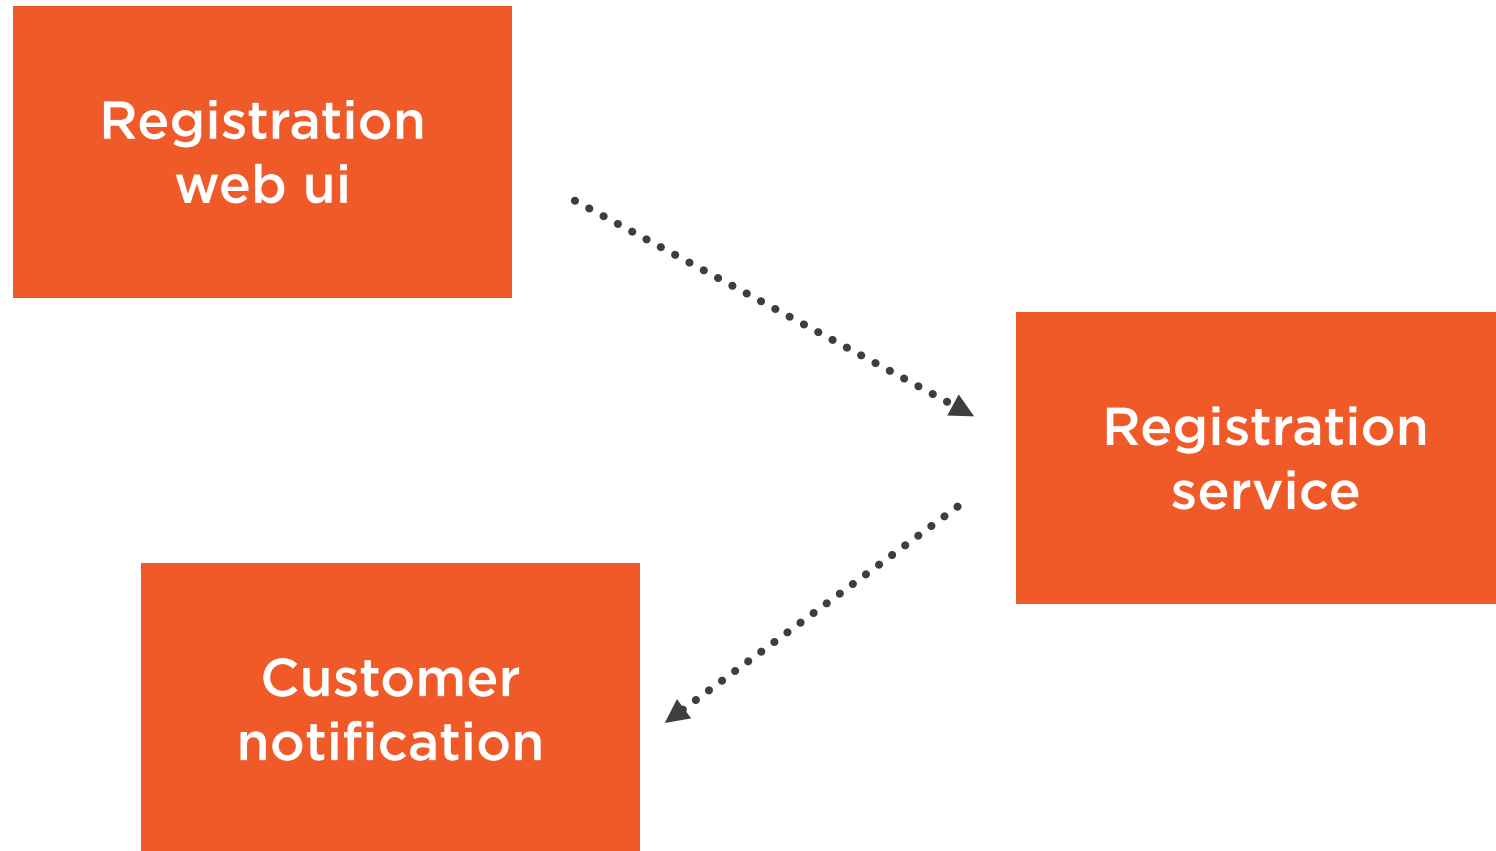 Registration
web ui
Registration
service
Customer
notification